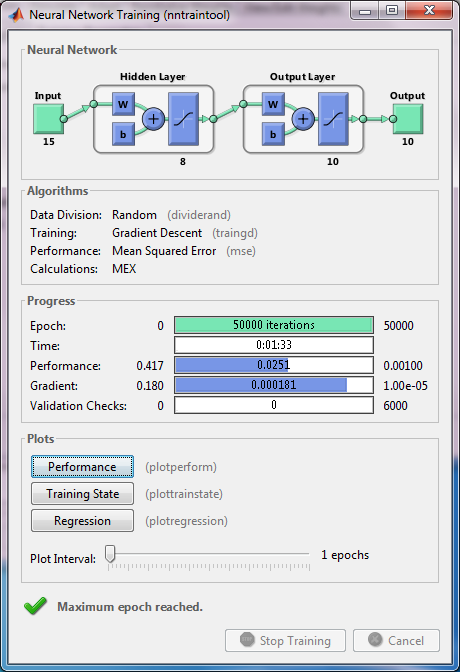 Neural Network Training (nntraintool)
Neural Network
Hidden Layer Output Layer
Input Output
W W
b b
+ +
15 8 10 10
Algorithms
Data Division: Random (dividerand)
Training: Gradient Descent (traingd)
Performance: Mean Squared Error (mse)
Calculations: MEX
Progress
Epoch: 0 50000 iterations 50000
Time: 0:01:33
Performance: 0.417 0.0251 0.00100
Gradient: 0.180 0.000181 1.00e-05
Validation Checks: 0 0 6000
Plots
Performance (plotperform)
Training State (plottrainstate)
Regression (plotregression)
Plot Interval: 1 epochs
Maximum epoch reached.
Stop Training Cancel